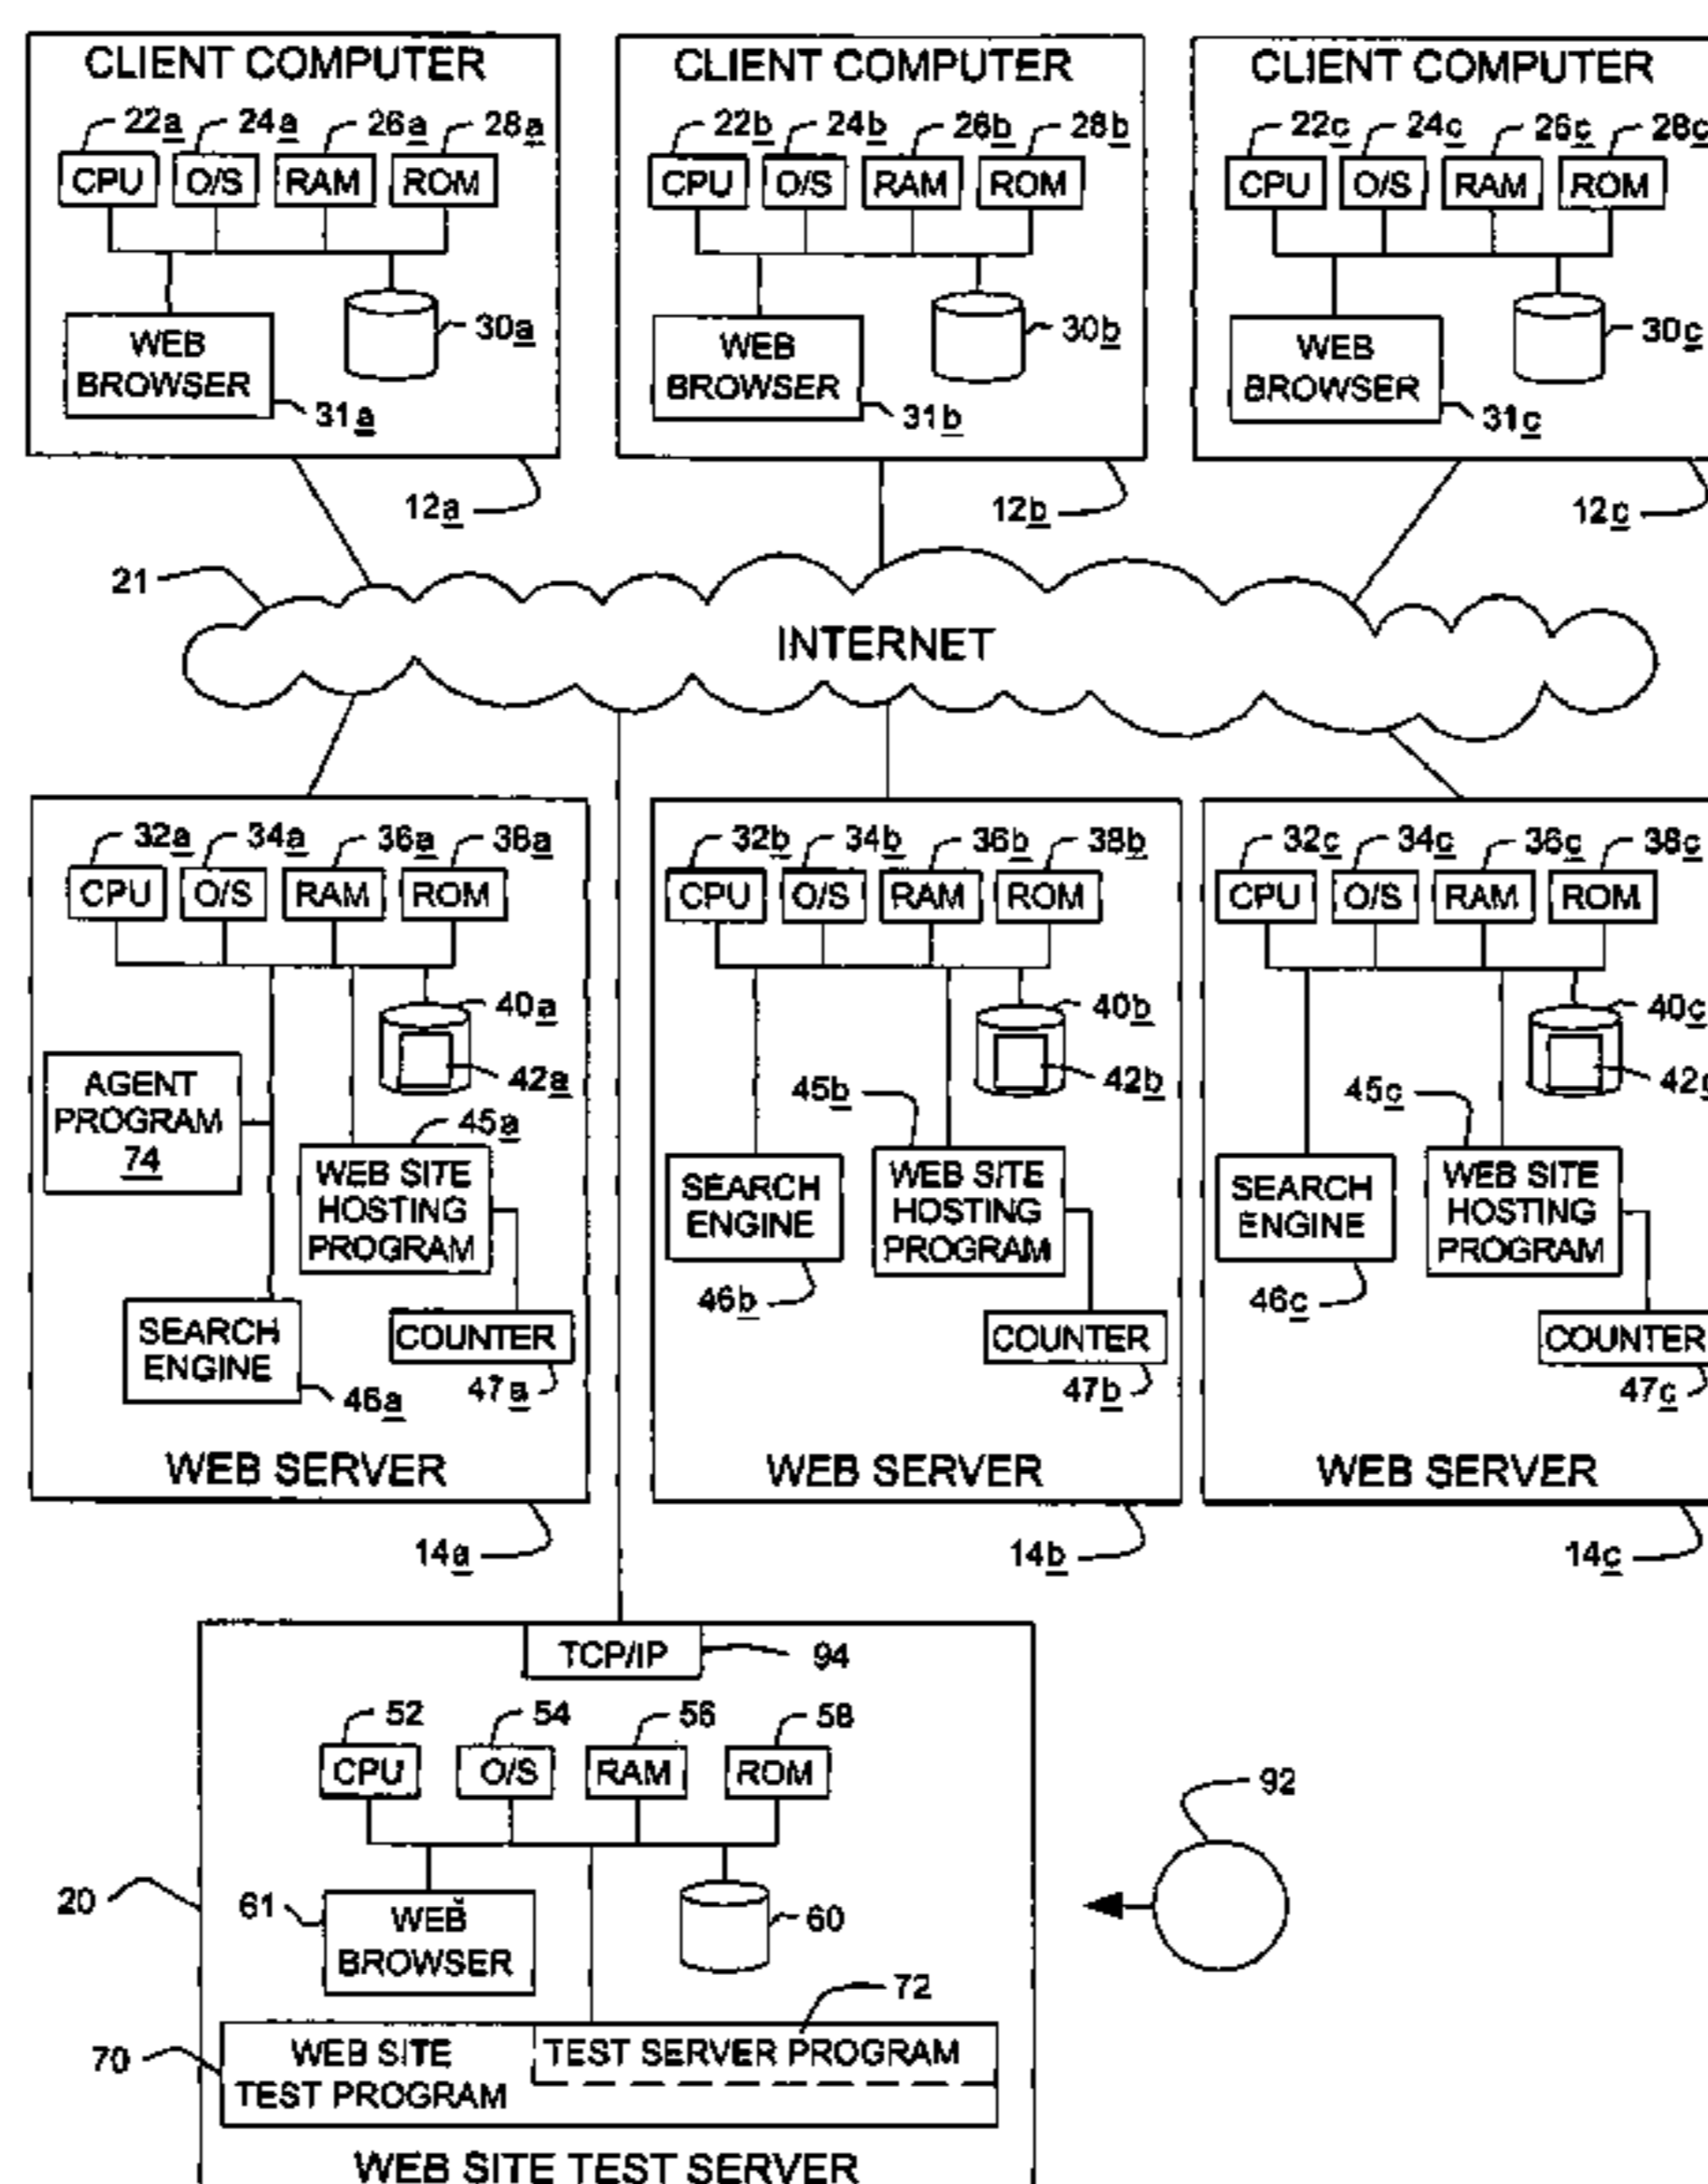 CLIENT COMPUTER
22a 24a 26a 28a
CPU O/S RAM ROM
WEB
BROWSER
30a
31a
12a
CLIENT COMPUTER
22b 24b 26b 28b
CPU O/S RAM ROM
WEB
BROWSER
30b
31b
12b
CLIENT COMPUTER
22c 24c 26c 28c
CPU O/S RAM ROM
WEB
BROWSER
30c
31c
12c
21
INTERNET
32a 34a 36a 38a
CPU O/S RAM ROM
40a
42a
AGENT
PROGRAM
74
45a
WEB SITE
HOSTING
PROGRAM
SEARCH
ENGINE
46a
COUNTER
47a
WEB SERVER
14a
32b 34b 36b 38b
CPU O/S RAM ROM
40b
42b
45b
SEARCH
ENGINE
WEB SITE
HOSTING
PROGRAM
46b
COUNTER
47b
WEB SERVER
14b
32c 34c 36c 38c
CPU O/S RAM ROM
40c
42c
45c
SEARCH
ENGINE
WEB SITE
HOSTING
PROGRAM
46c
COUNTER
47c
WEB SERVER
14c
TCP/IP 94
52 54 56 58
CPU O/S RAM ROM
92
20
61
WEB
BROWSER
60
72
70
WEB SITE
TEST PROGRAM
TEST SERVER PROGRAM
WEB SITE TEST SERVER